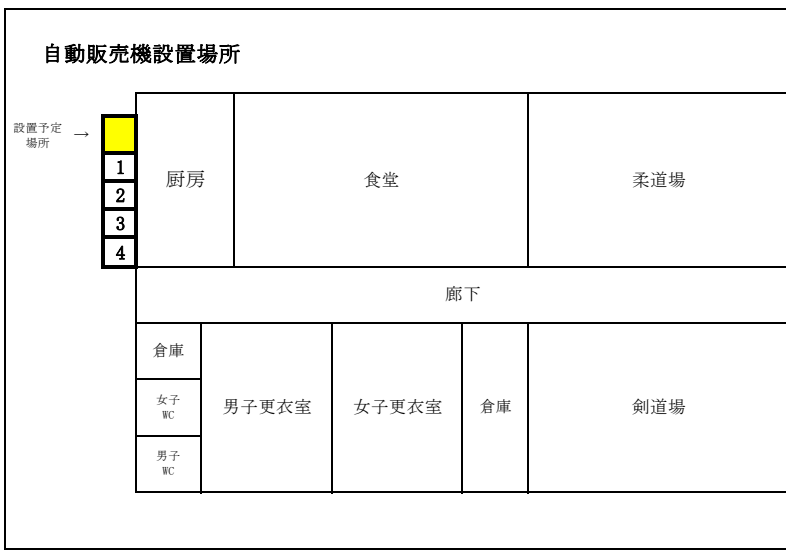 自動販売機設置場所
設置予定
場所
→
1
2
3
4
厨房
食堂
柔道場
廊下
倉庫
女子
WC
男子
WC
男子更衣室
女子更衣室
倉庫
剣道場